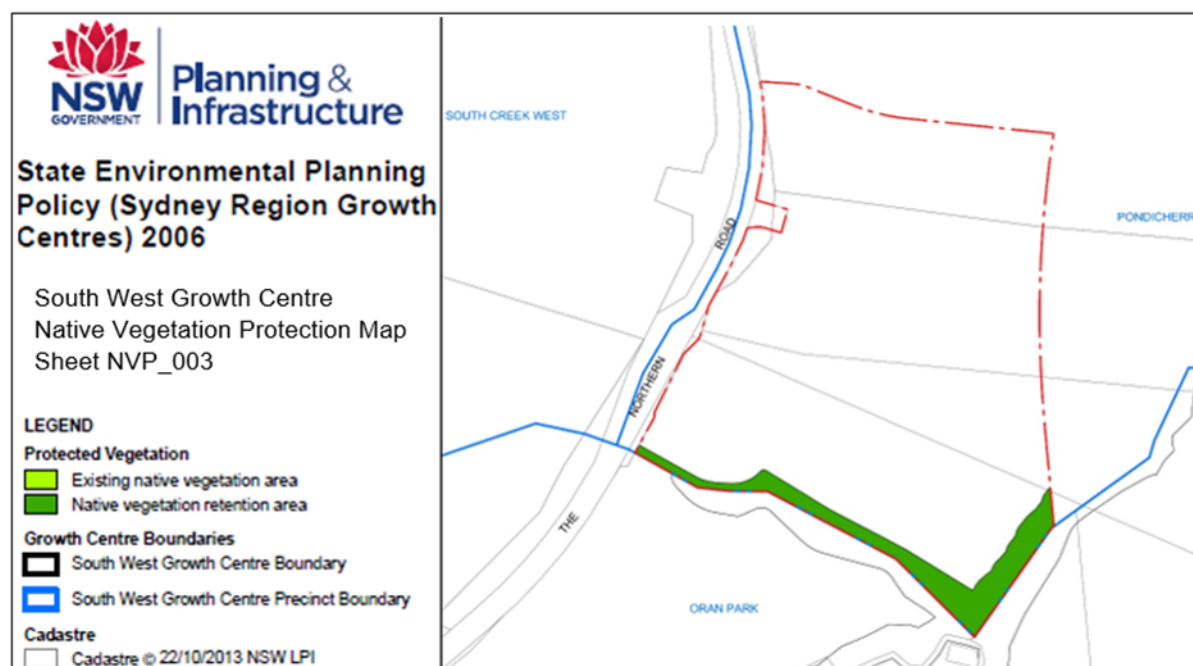 NSW
GOVERNMENT
Planning &
Infrastructure
State Environmental Planning
Policy (Sydney Region Growth
Centres) 2006
South West Growth Centre
Native Vegetation Protection Map
Sheet NVP_003
LEGEND
Protected Vegetation
Existing native vegetation area
Native vegetation retention area
Growth Centre Boundaries
South West Growth Centre Boundary
South West Growth Centre Precinct Boundary
Cadastre
Cadastre © 22/10/2013 NSW LPI
SOUTH CREEK WEST
PONDICHERR
ROAD
NORTHERN
THE
ORAN PARK